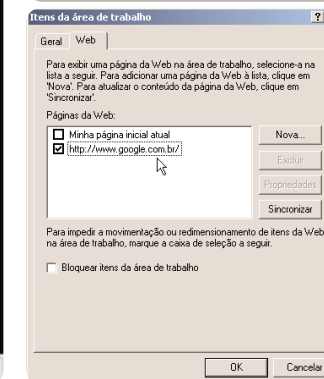 Itens da área de trabalho
?
Geral
Web
Para exibir uma página da Web na área de trabalho, selecione-a na
lista a seguir. Para adicionar uma página da Web à lista, clique em
'Nova'. Para atualizar o conteúdo da página da Web, clique em
'Sincronizar'.
Páginas da Web:
Minha página inicial atual
http://www.google.com.br/
Nova...
Excluir
Propriedades
Sincronizar
Para impedir a movimentação ou redimensionamento de itens da Web
na área de trabalho, marque a caixa de seleção a seguir.
Bloquear itens da área de trabalho
OK
Cancelar